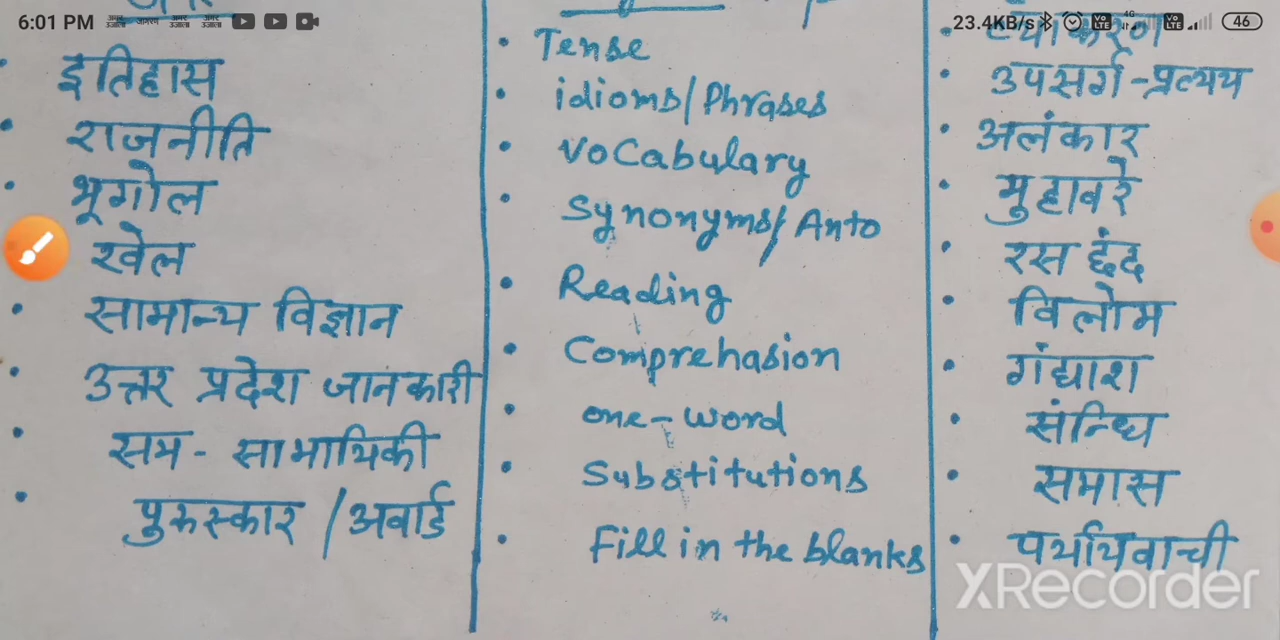 6:01 PM
23.4KB/s
4G
46
इतिहास
राजनीति
भूगोल
खेल
सामान्य विज्ञान
उत्तर प्रदेश जानकारी
सम - सामायिकी
पुरुस्कार / अवार्ड
Tense
idioms/Phrases
Vocabulary
Synonyms/ Anto
Reading
Comprehasion
one-word
Substitutions
Fill in the blanks
व्याकरण
उपसर्ग-प्रत्यय
अलंकार
मुहावरे
रस छंद
विलोम
गंद्याश
संन्धि
समास
पर्यायवाची
XRecorder